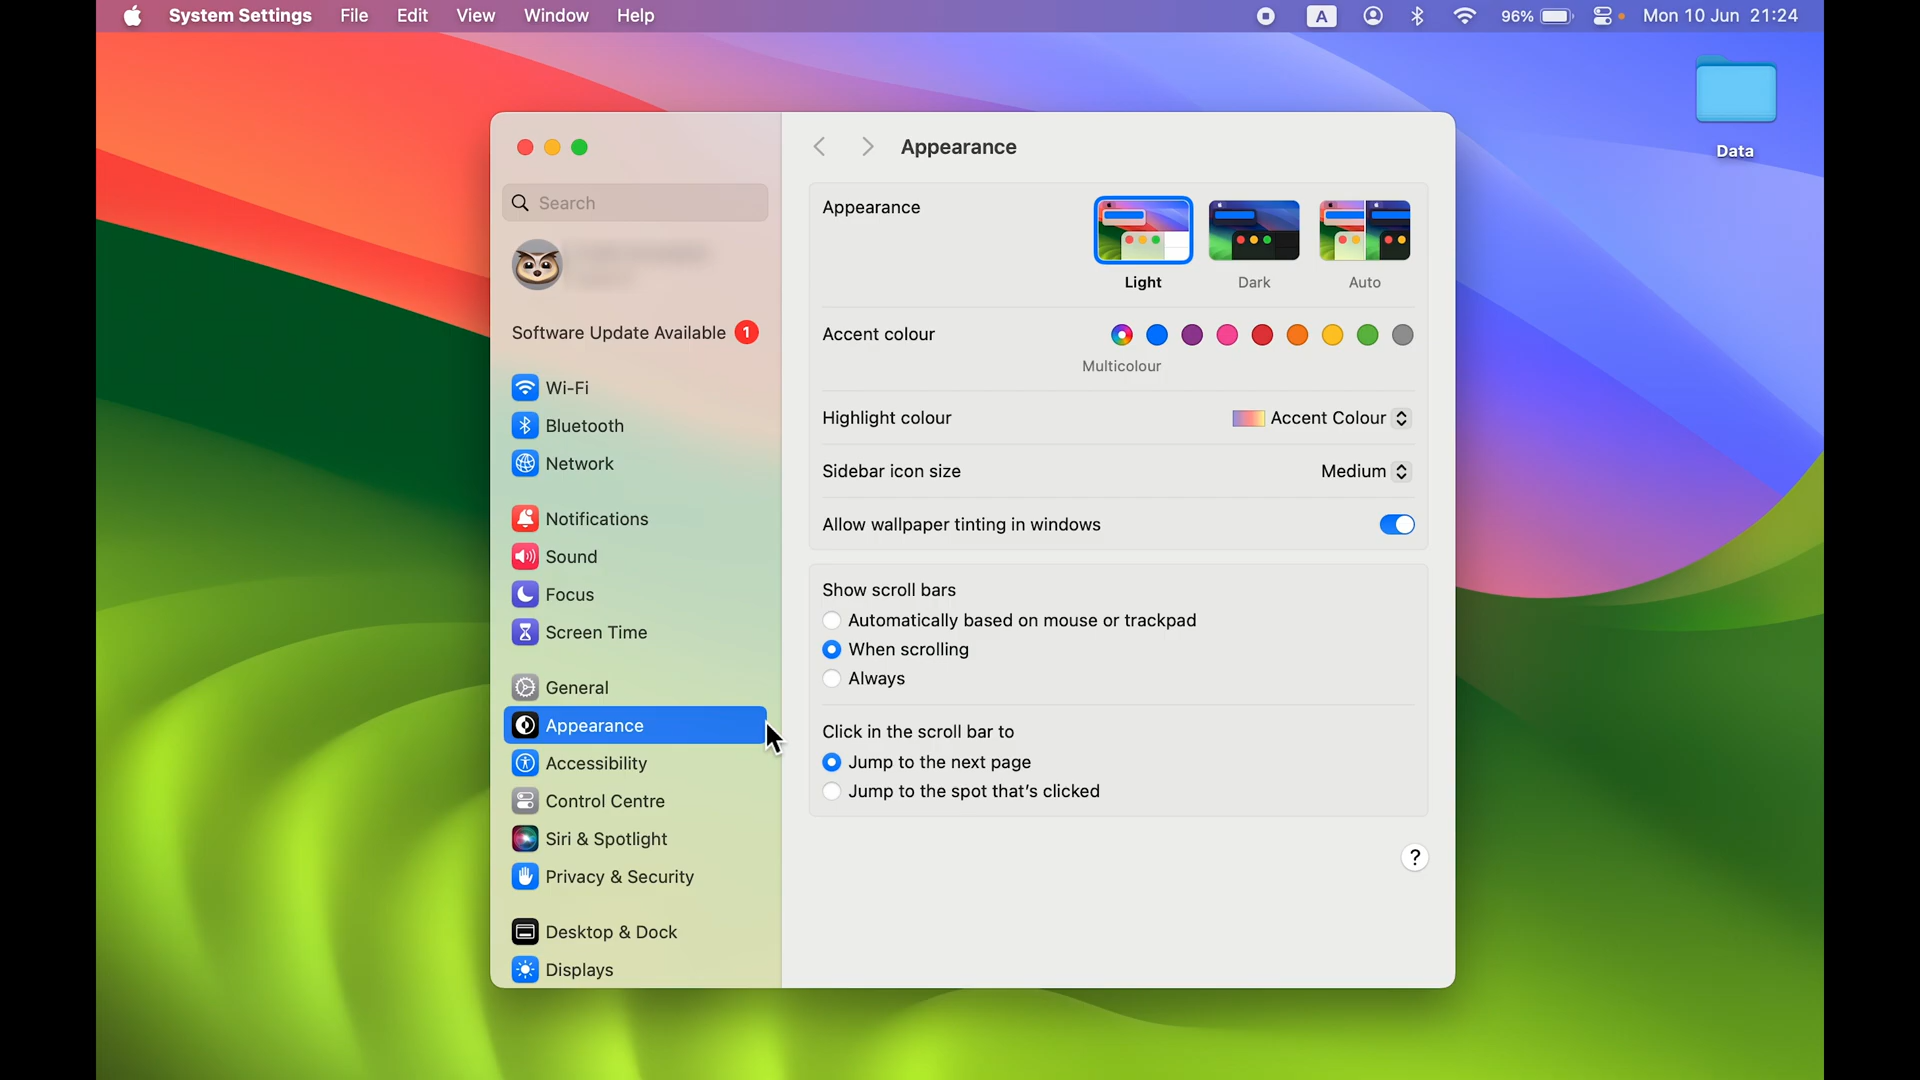 System Settings File Edit View Window Help A 96% Mon 10 Jun 21:24
Data
Search
Software Update Available 1
Wi-Fi
Bluetooth
Network
Notifications
Sound
Focus
Screen Time
General
Appearance
Accessibility
Control Centre
Siri & Spotlight
Privacy & Security
Desktop & Dock
Displays
Appearance
Appearance
Light Dark Auto
Accent colour
Multicolour
Highlight colour Accent Colour
Sidebar icon size Medium
Allow wallpaper tinting in windows
Show scroll bars
Automatically based on mouse or trackpad
When scrolling
Always
Click in the scroll bar to
Jump to the next page
Jump to the spot that's clicked
?